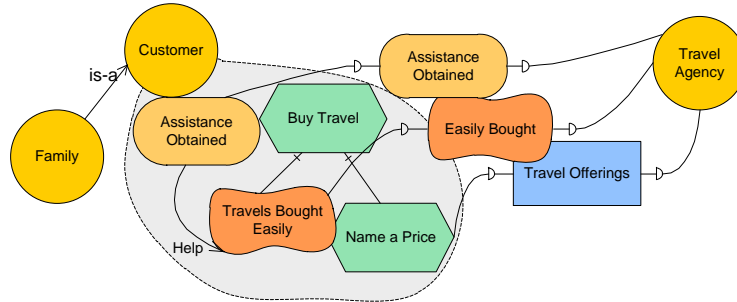 Customer
is-a
Family
Assistance
Obtained
Buy Travel
Travels Bought
Easily
Help
Name a Price
Assistance
Obtained
Easily Bought
Travel Offerings
Travel
Agency